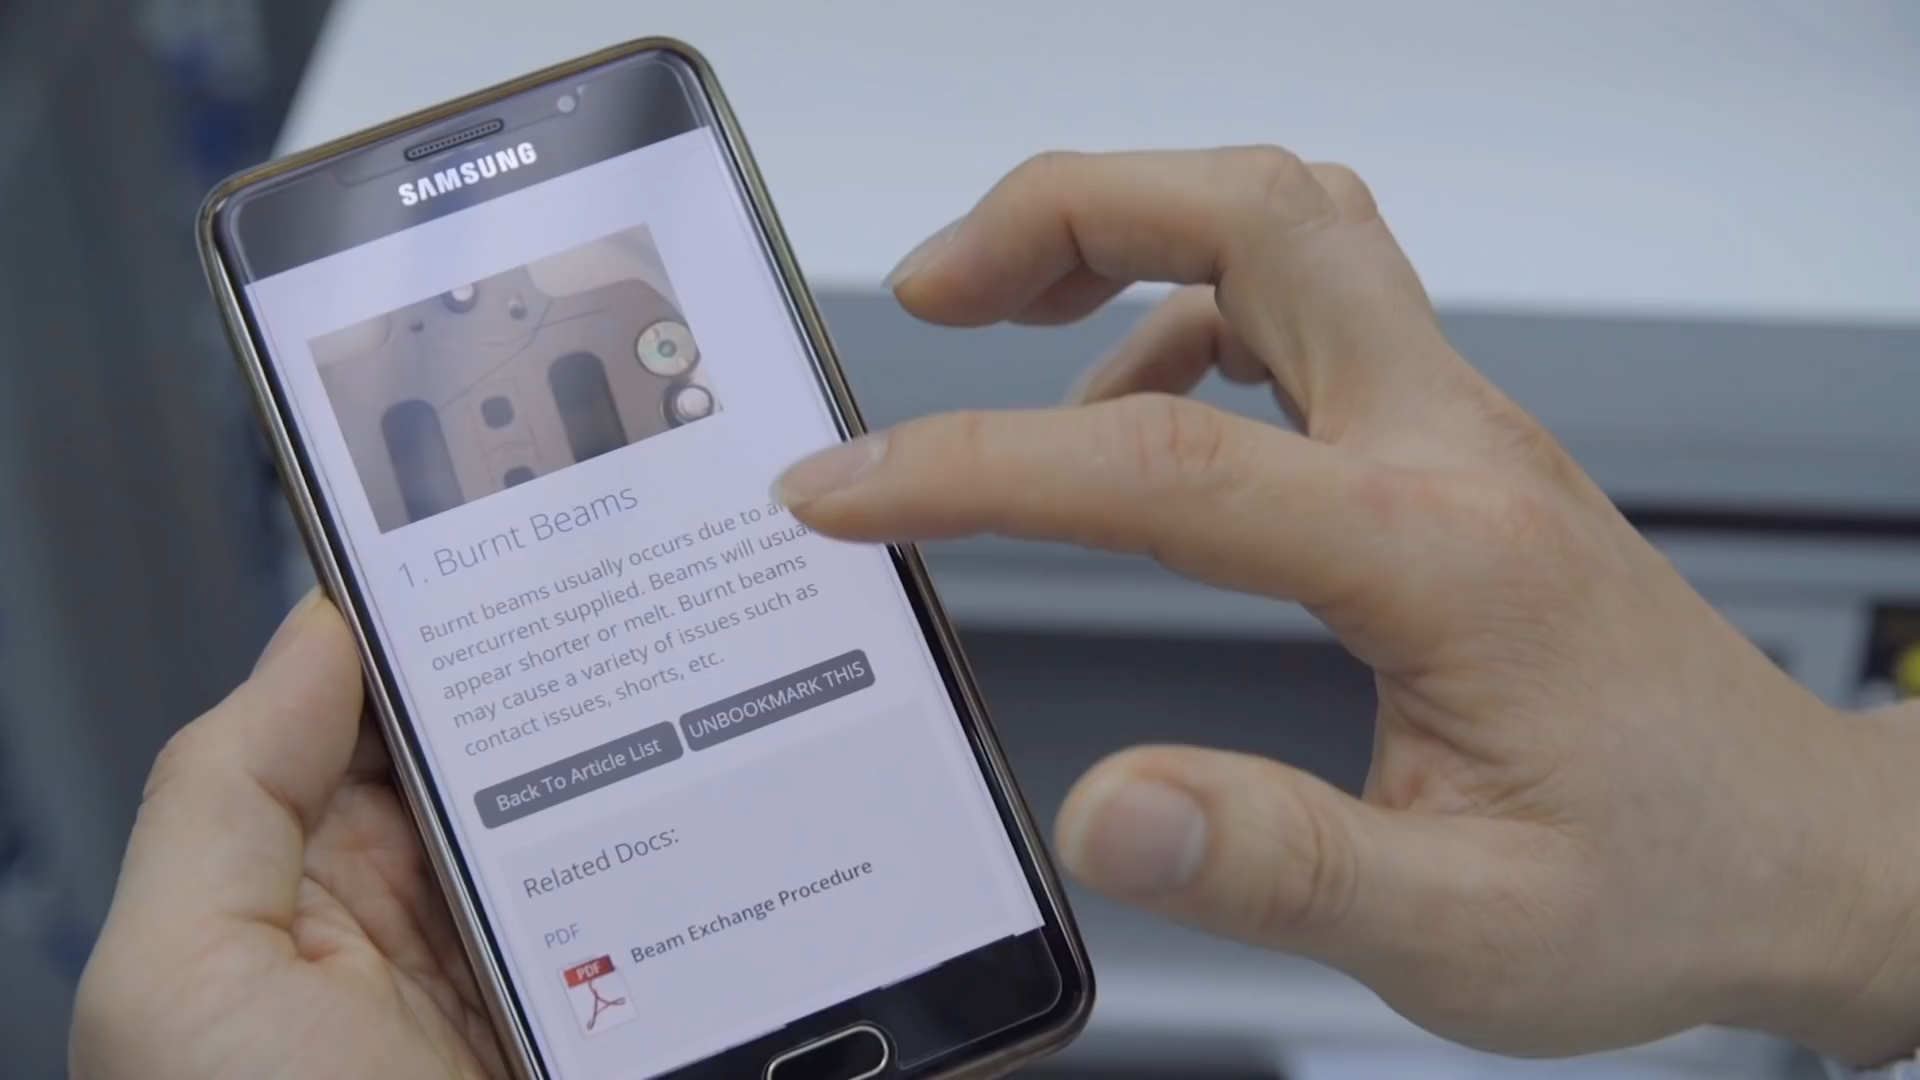 SAMSUNG
1. Burnt Beams
Burnt beams usually occurs due to
overcurrent supplied. Beams will
appear shorter or melt. Burnt beams
may cause a variety of issues such as
contact issues, shorts, etc.
Back To Article List
UNBOOKMARK THIS
Related Docs:
PDF
Beam Exchange Procedure
PDF